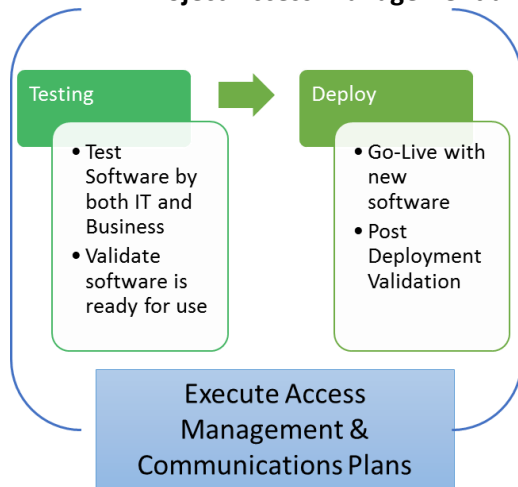 Testing
• Test
Software by
both IT and
Business
• Validate
software is
ready for use
Deploy
• Go-Live with
new
software
• Post
Deployment
Validation
Execute Access
Management &
Communications Plans